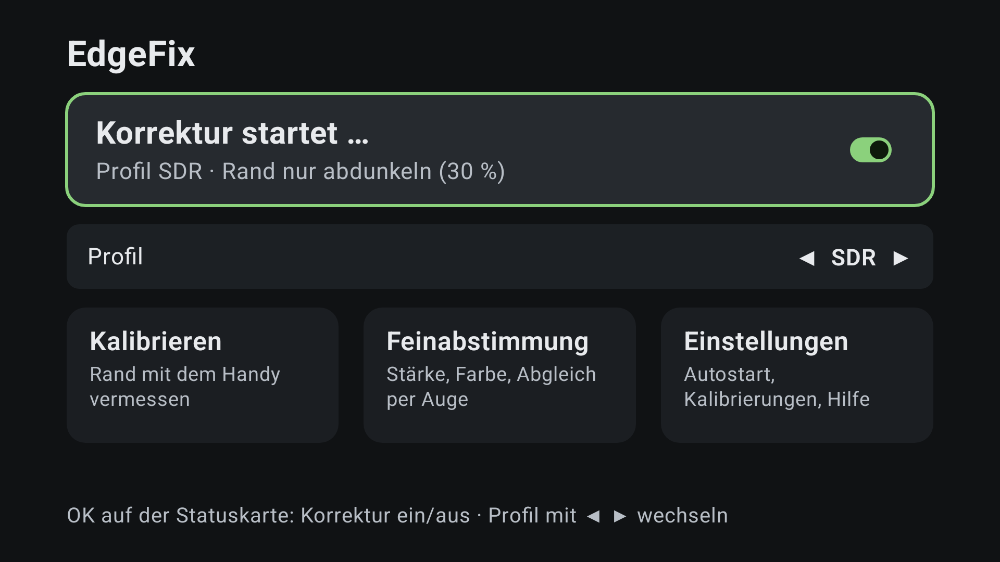 EdgeFix
Korrektur startet …
Profil SDR · Rand nur abdunkeln (30 %)
Profil
◄ SDR ►
Kalibrieren
Rand mit dem Handy
vermessen
Feinabstimmung
Stärke, Farbe, Abgleich
per Auge
Einstellungen
Autostart,
Kalibrierungen, Hilfe
OK auf der Statuskarte: Korrektur ein/aus · Profil mit ◄ ► wechseln